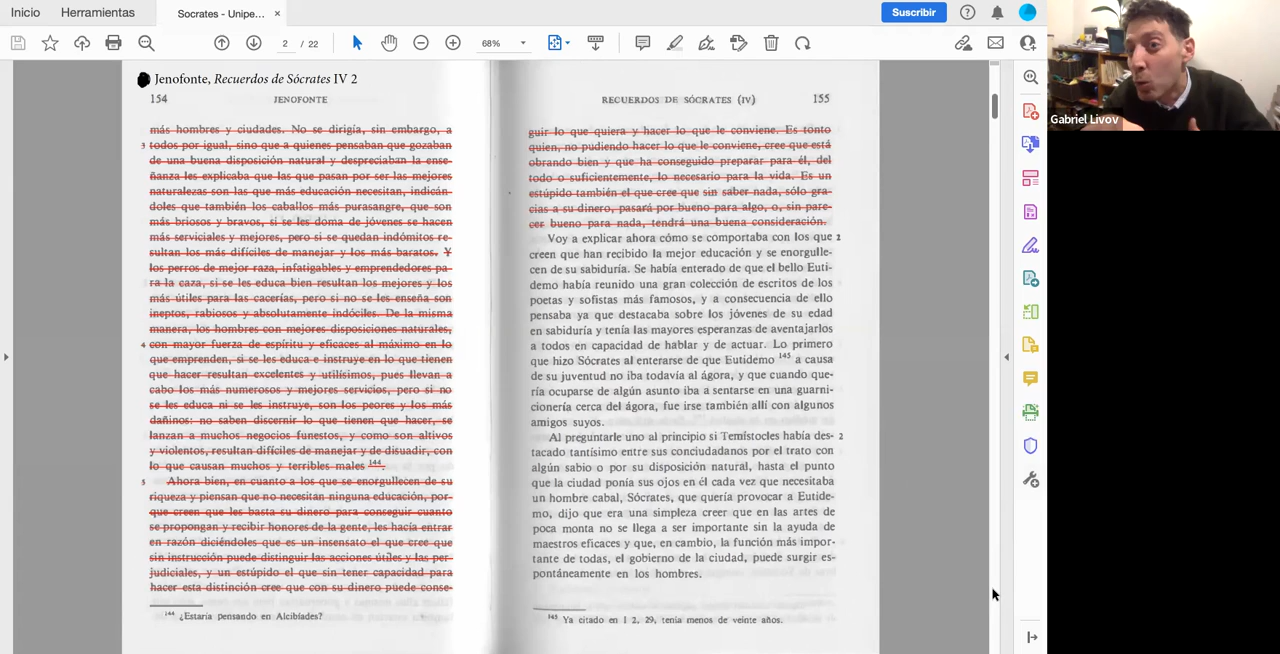 Inicio Herramientas Socrates - Unipe... × Suscribir
2 / 22 68%
Gabriel Livov
Jenofonte, Recuerdos de Sócrates IV 2
154 JENOFONTE
más hombres y ciudades. No se dirigía, sin embargo, a
3 todos por igual, sino que a quienes pensaban que gozaban
de una buena disposición natural y despreciaban la ense-
ñanza les explicaba que las que pasan por ser las mejores
naturalezas son las que más educación necesitan, indicán-
doles que también los caballos más purasangre, que son
más briosos y bravos, si se les doma de jóvenes se hacen
más serviciales y mejores, pero si se quedan indómitos re-
sultan los más difíciles de manejar y los más baratos. Y
los perros de mejor raza, infatigables y emprendedores pa-
ra la caza, si se les educa bien resultan los mejores y los
más útiles para las cacerías, pero si no se les enseña son
ineptos, rabiosos y absolutamente indóciles. De la misma
manera, los hombres con mejores disposiciones naturales,
4 con mayor fuerza de espíritu y eficaces al máximo en lo
que emprenden, si se les educa e instruye en lo que tienen
que hacer resultan excelentes y utilísimos, pues llevan a
cabo los más numerosos y mejores servicios, pero si no
se les educa ni se les instruye, son los peores y los más
dañinos: no saben discernir lo que tienen que hacer, se
lanzan a muchos negocios funestos, y como son altivos
y violentos, resultan difíciles de manejar y de disuadir, con
lo que causan muchos y terribles males 144.
5 Ahora bien, en cuanto a los que se enorgullecen de su
riqueza y piensan que no necesitan ninguna educación, por-
que creen que les basta su dinero para conseguir cuanto
se propongan y recibir honores de la gente, les hacía entrar
en razón diciéndoles que es un insensato el que cree que
sin instrucción puede distinguir las acciones útiles y las per-
judiciales, y un estúpido el que sin tener capacidad para
hacer esta distinción cree que con su dinero puede conse-
144 ¿Estaría pensando en Alcibíades?
RECUERDOS DE SÓCRATES (IV) 155
guir lo que quiera y hacer lo que le conviene. Es tonto
quien, no pudiendo hacer lo que le conviene, cree que está
obrando bien y que ha conseguido preparar para él, del
todo o suficientemente, lo necesario para la vida. Es un
estúpido también el que cree que sin saber nada, sólo gra-
cias a su dinero, pasará por bueno para algo, o, sin pare-
cer bueno para nada, tendrá una buena consideración.
Voy a explicar ahora cómo se comportaba con los que 2
creen que han recibido la mejor educación y se enorgulle-
cen de su sabiduría. Se había enterado de que el bello Euti-
demo había reunido una gran colección de escritos de los
poetas y sofistas más famosos, y a consecuencia de ello
pensaba ya que destacaba sobre los jóvenes de su edad
en sabiduría y tenía las mayores esperanzas de aventajarlos
a todos en capacidad de hablar y de actuar. Lo primero
que hizo Sócrates al enterarse de que Eutidemo 145 a causa
de su juventud no iba todavía al ágora, y que cuando que-
ría ocuparse de algún asunto iba a sentarse en una guarni-
cionería cerca del ágora, fue irse también allí con algunos
amigos suyos.
Al preguntarle uno al principio si Temístocles había des- 2
tacado tantísimo entre sus conciudadanos por el trato con
algún sabio o por su disposición natural, hasta el punto
que la ciudad ponía sus ojos en él cada vez que necesitaba
un hombre cabal, Sócrates, que quería provocar a Eutide-
mo, dijo que era una simpleza creer que en las artes de
poca monta no se llega a ser importante sin la ayuda de
maestros eficaces y que, en cambio, la función más impor-
tante de todas, el gobierno de la ciudad, puede surgir es-
pontáneamente en los hombres.
145 Ya citado en I 2, 29, tenía menos de veinte años.